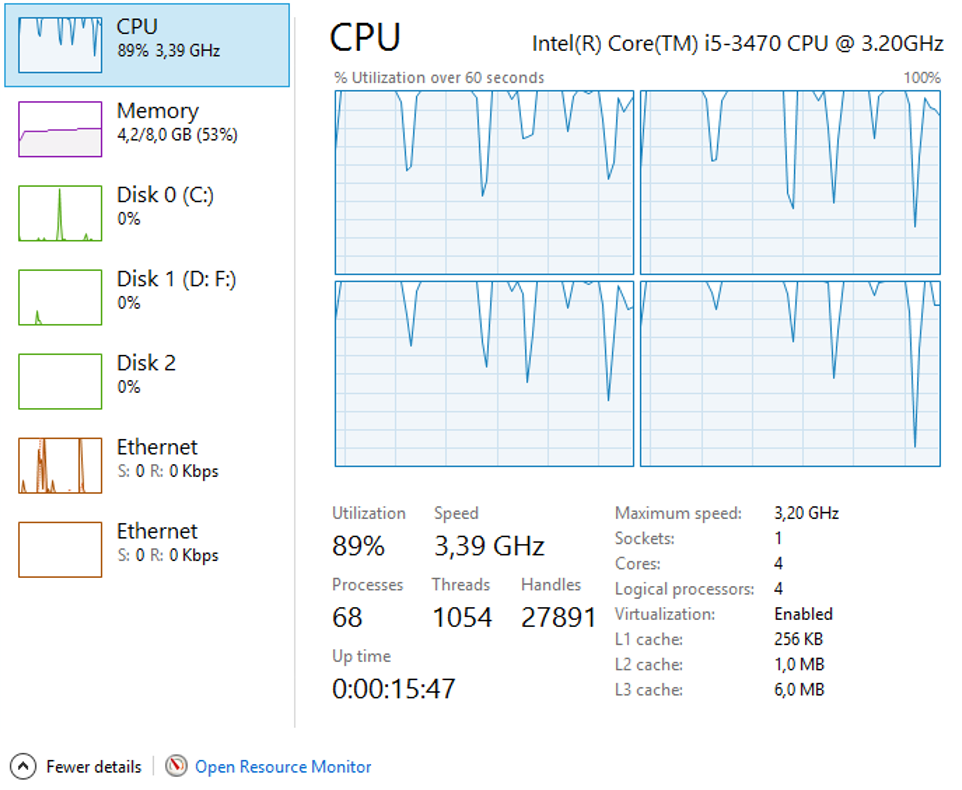 CPU
89% 3,39 GHz
Memory
4,2/8,0 GB (53%)
Disk 0 (C:)
0%
Disk 1 (D: F:)
0%
Disk 2
0%
Ethernet
S: 0 R: 0 Kbps
Ethernet
S: 0 R: 0 Kbps
CPU Intel(R) Core(TM) i5-3470 CPU @ 3.20GHz
% Utilization over 60 seconds 100%
Utilization Speed
89% 3,39 GHz
Processes Threads Handles
68 1054 27891
Up time
0:00:15:47
Maximum speed: 3,20 GHz
Sockets: 1
Cores: 4
Logical processors: 4
Virtualization: Enabled
L1 cache: 256 KB
L2 cache: 1,0 MB
L3 cache: 6,0 MB
Fewer details Open Resource Monitor